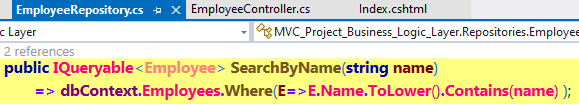 EmployeeRepository.cs EmployeeController.cs Index.cshtml
c Layer MVC_Project_Business_Logic_Layer.Repositories.Employee
2 references
public IQueryable<Employee> SearchByName(string name)
=> dbContext.Employees.Where(E=>E.Name.ToLower().Contains(name) );